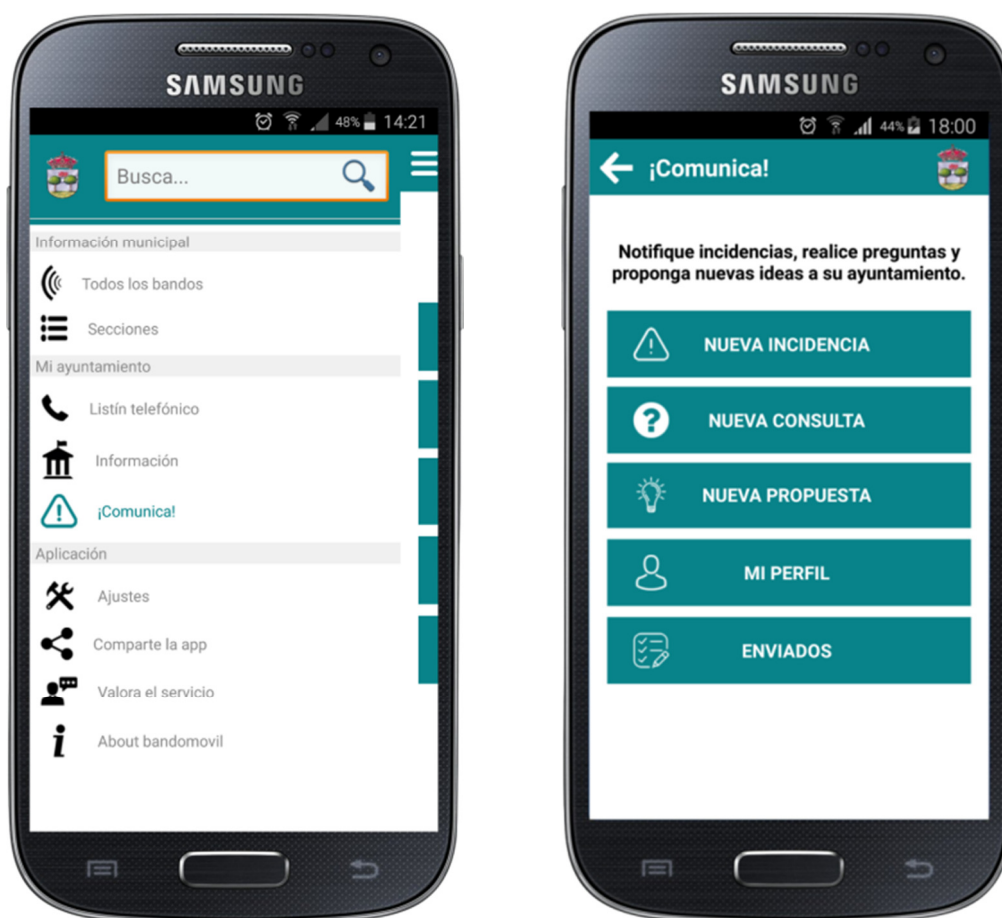 SAMSUNG
48% 14:21
Busca...
Información municipal
Todos los bandos
Secciones
Mi ayuntamiento
Listín telefónico
Información
¡Comunica!
Aplicación
Ajustes
Comparte la app
Valora el servicio
About bandomovil
SAMSUNG
44% 18:00
¡Comunica!
Notifique incidencias, realice preguntas y
proponga nuevas ideas a su ayuntamiento.
NUEVA INCIDENCIA
NUEVA CONSULTA
NUEVA PROPUESTA
MI PERFIL
ENVIADOS